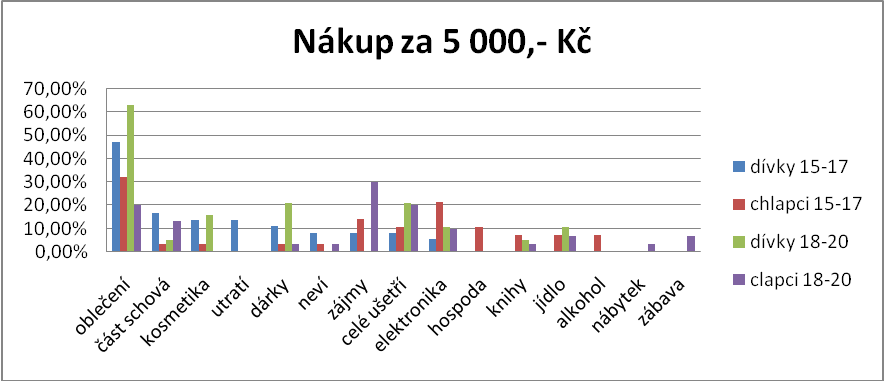 Nákup za 5 000,- Kč
70,00%
60,00%
50,00%
40,00%
30,00%
20,00%
10,00%
0,00%
oblečení
část schová
kosmetika
utratí
dárky
neví
zájmy
celé ušetří
elektronika
hospoda
knihy
jídlo
alkohol
nábytek
zábava
dívky 15-17
chlapci 15-17
dívky 18-20
clapci 18-20